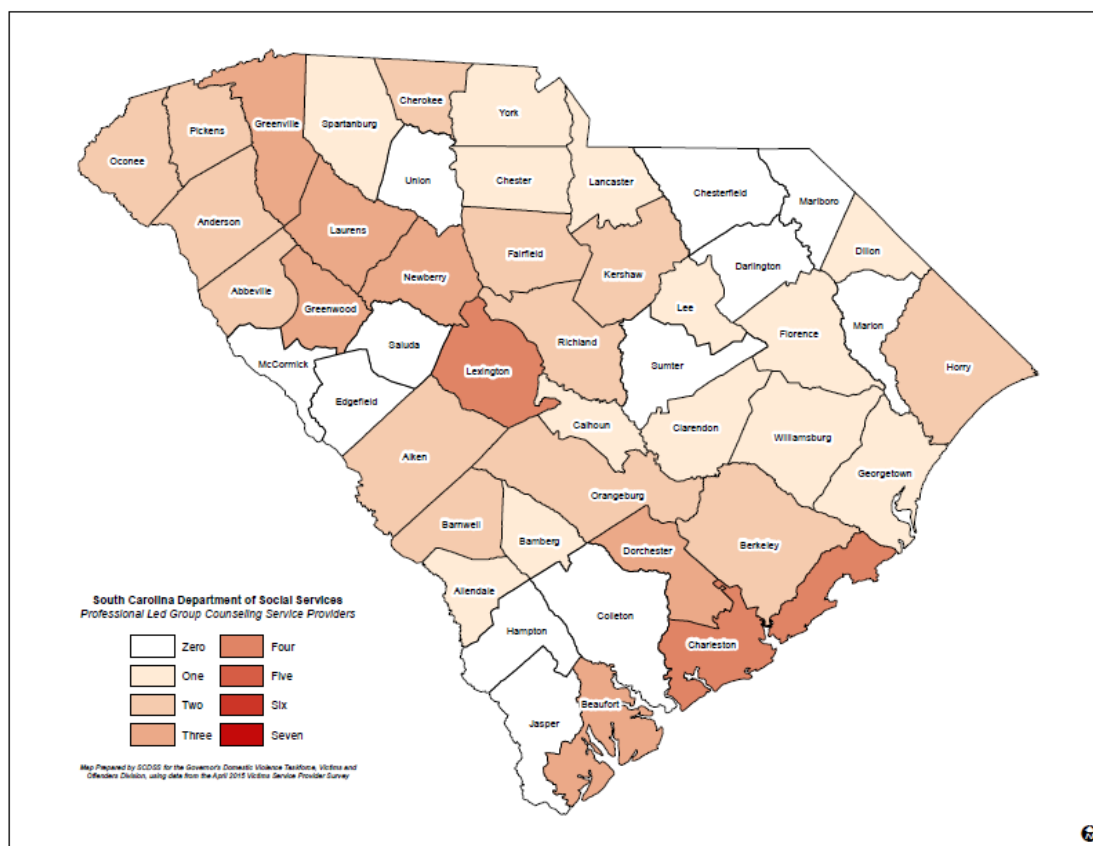 Cherokee
York
Spartanburg
Greenville
Pickens
Oconee
Union
Chester
Lancaster
Chesterfield
Marlboro
Anderson
Laurens
Fairfield
Dillon
Newberry
Kershaw
Darlington
Abbeville
Greenwood
Lee
Marion
Florence
Saluda
Richland
McCormick
Lexington
Sumter
Horry
Edgefield
Calhoun
Clarendon
Williamsburg
Aiken
Georgetown
Orangeburg
Barnwell
Bamberg
Dorchester
Berkeley
Allendale
Colleton
Hampton
Charleston
Beaufort
Jasper
South Carolina Department of Social Services
Professional Led Group Counseling Service Providers
Zero Four
One Five
Two Six
Three Seven
Map Prepared by SCDSS for the Governor's Domestic Violence Taskforce, Victims and
Offenders Division, using data from the April 2015 Victims Service Provider Survey